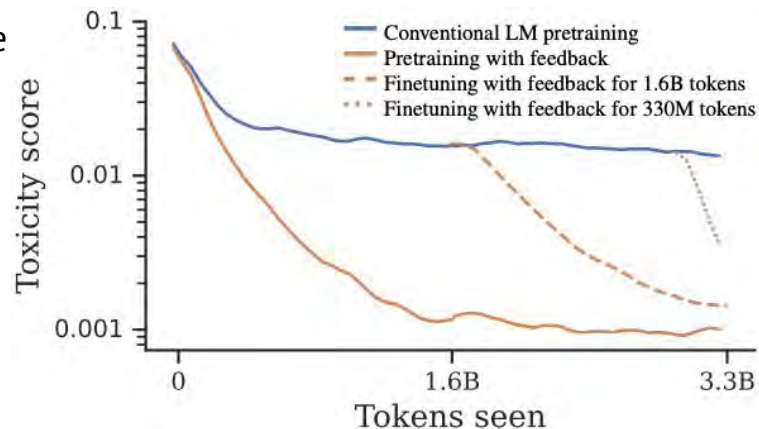 e
0.1
Conventional LM pretraining
Pretraining with feedback
Finetuning with feedback for 1.6B tokens
Finetuning with feedback for 330M tokens
Toxicity score
0.01
0.001
0
1.6B
3.3B
Tokens seen